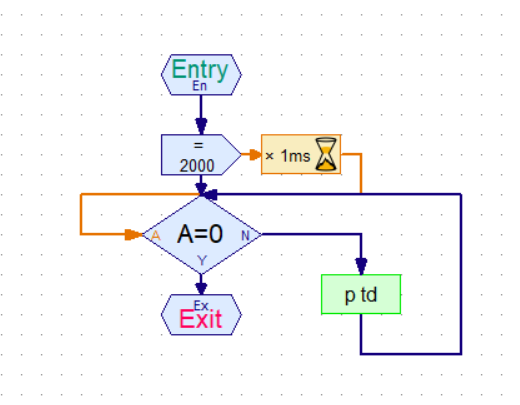 Entry
En
=
2000
× 1ms
A
A=0
N
Y
p td
Ex
Exit